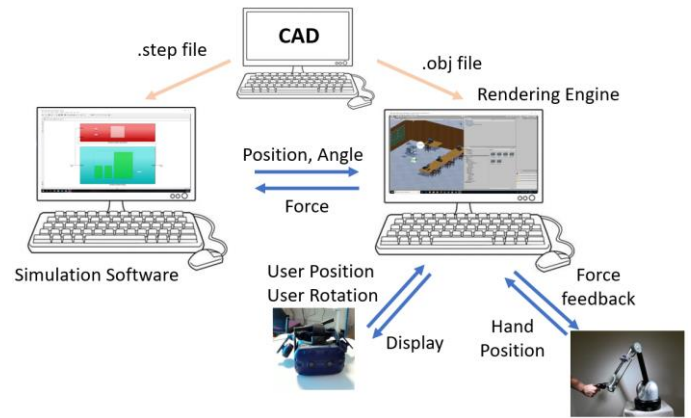 CAD
.step file
.obj file
Rendering Engine
Position, Angle
Force
Simulation Software
User Position
User Rotation
Display
Force
feedback
Hand
Position